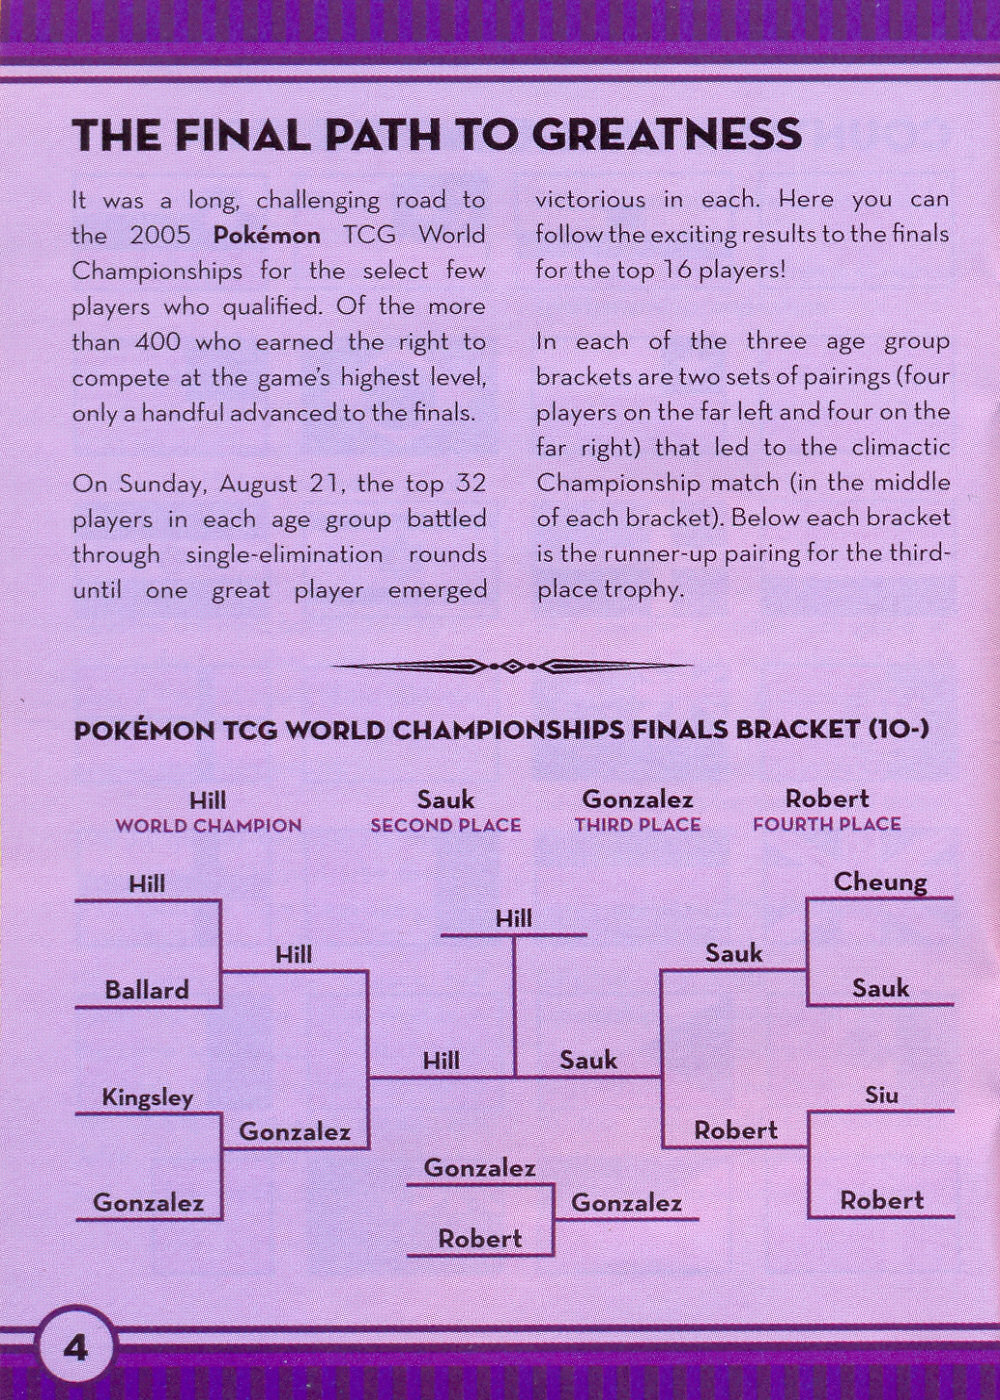 THE FINAL PATH TO GREATNESS
It was a long, challenging road to
the 2005 Pokémon TCG World
Championships for the select few
players who qualified. Of the more
than 400 who earned the right to
compete at the game's highest level,
only a handful advanced to the finals.
On Sunday, August 21, the top 32
players in each age group battled
through single-elimination rounds
until one great player emerged
victorious in each. Here you can
follow the exciting results to the finals
for the top 16 players!
In each of the three age group
brackets are two sets of pairings (four
players on the far left and four on the
far right) that led to the climactic
Championship match (in the middle
of each bracket). Below each bracket
is the runner-up pairing for the third-
place trophy.
POKÉMON TCG WORLD CHAMPIONSHIPS FINALS BRACKET (10-)
Hill Sauk Gonzalez Robert
WORLD CHAMPION SECOND PLACE THIRD PLACE FOURTH PLACE
Hill Cheung
Hill
Hill Sauk
Ballard Sauk
Hill Sauk
Kingsley Siu
Gonzalez Robert
Gonzalez
Gonzalez Gonzalez Robert
Robert
4